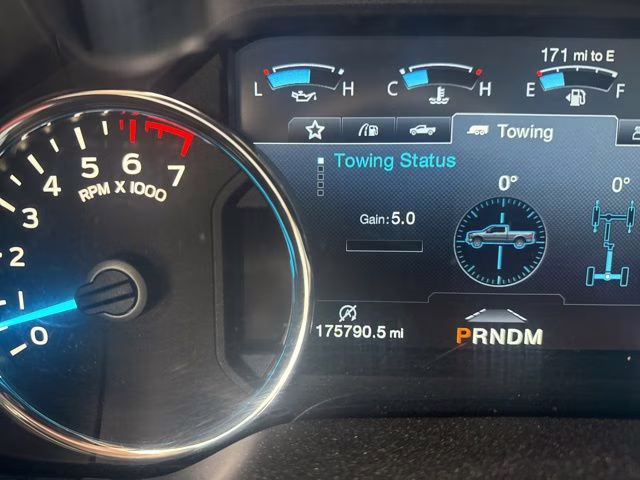 171 mi to E
L H
C H
E F
Towing
Towing Status
0°
0°
Gain: 5.0
7
6
5
4
3
2
1
0
RPM X 1000
175790.5 mi
PRNDM